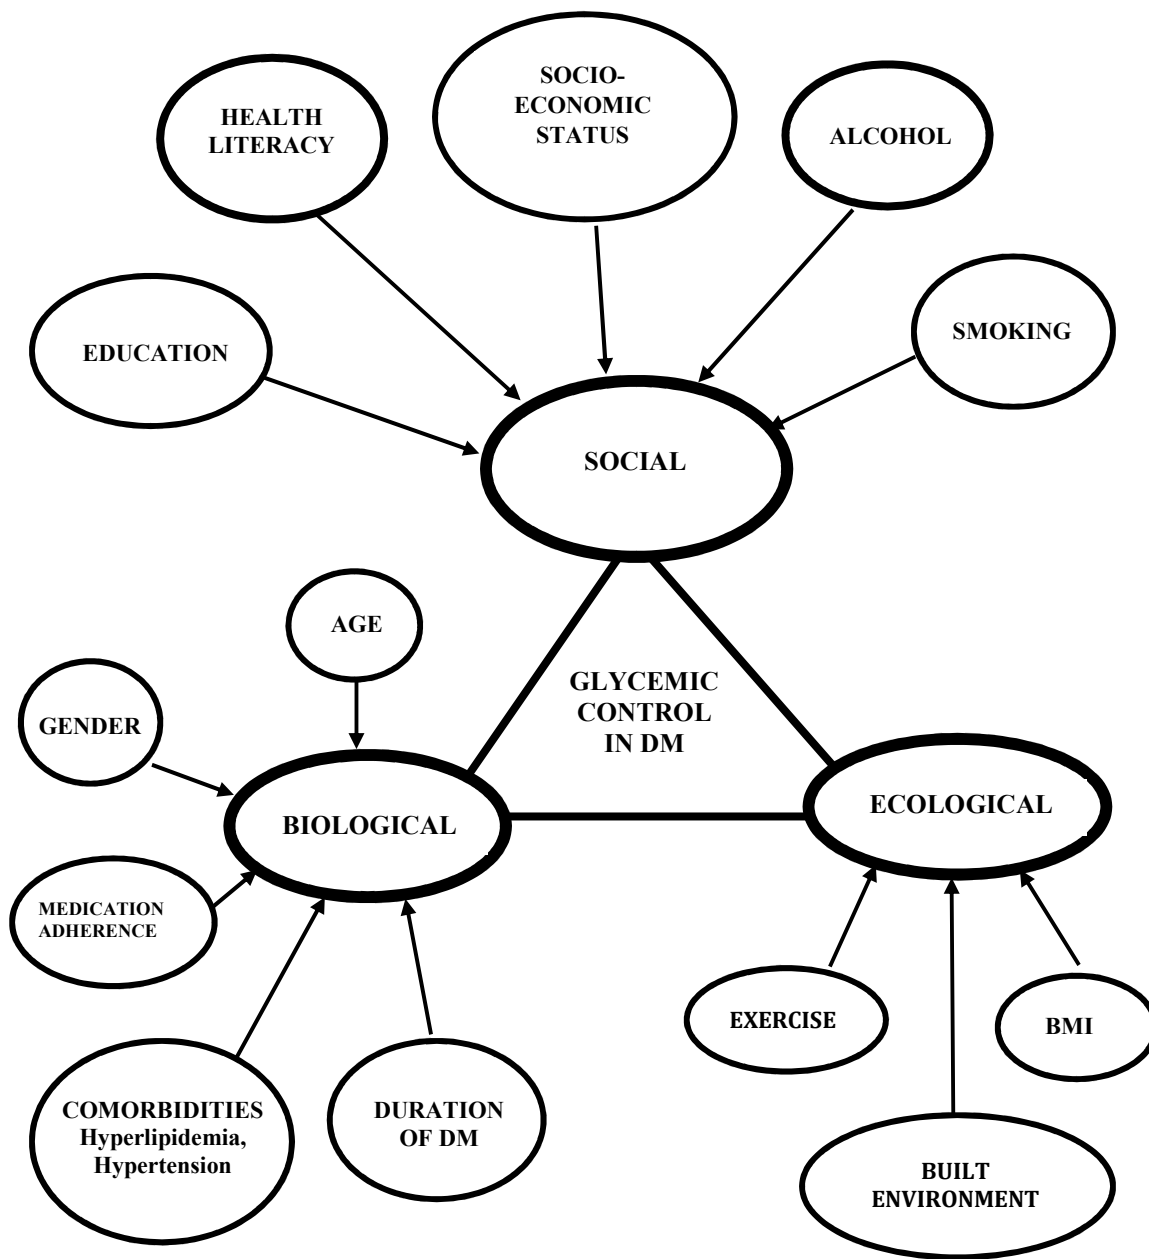 SOCIO-
ECONOMIC
STATUS
HEALTH
LITERACY
ALCOHOL
EDUCATION
SMOKING
SOCIAL
AGE
GENDER
GLYCEMIC
CONTROL
IN DM
BIOLOGICAL
ECOLOGICAL
MEDICATION
ADHERENCE
EXERCISE
BMI
COMORBIDITIES
Hyperlipidemia,
Hypertension
DURATION
OF DM
BUILT
ENVIRONMENT